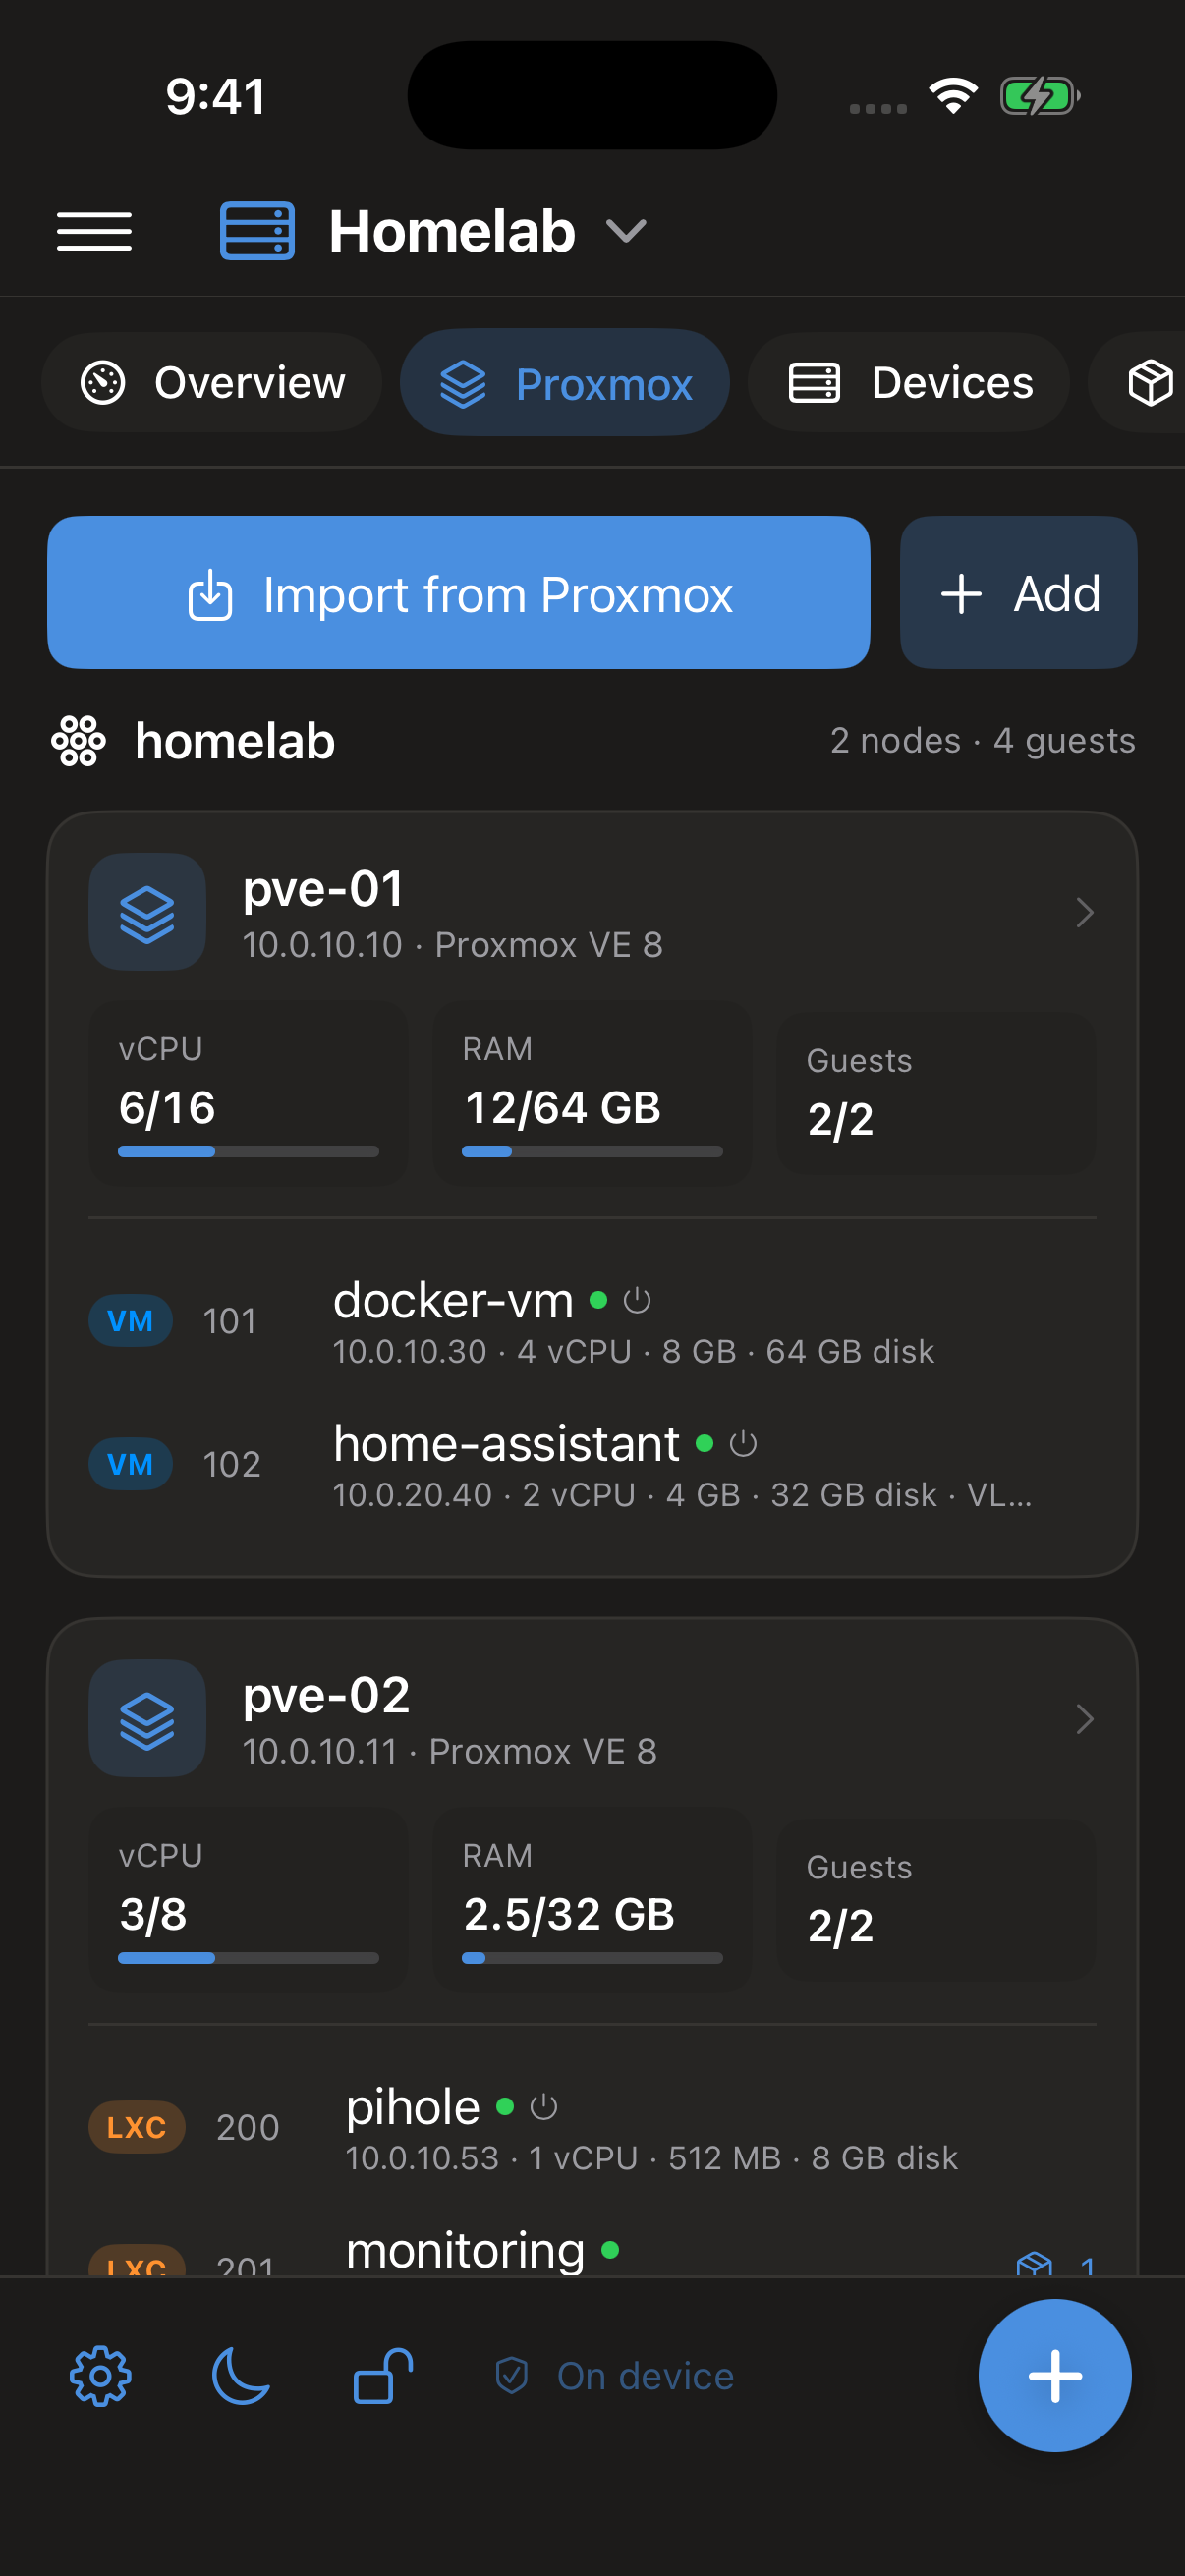 9:41
Homelab
Overview Proxmox Devices
Import from Proxmox + Add
homelab 2 nodes · 4 guests
pve-01
10.0.10.10 · Proxmox VE 8
vCPU RAM Guests
6/16 12/64 GB 2/2
VM 101 docker-vm
10.0.10.30 · 4 vCPU · 8 GB · 64 GB disk
VM 102 home-assistant
10.0.20.40 · 2 vCPU · 4 GB · 32 GB disk · VL...
pve-02
10.0.10.11 · Proxmox VE 8
vCPU RAM Guests
3/8 2.5/32 GB 2/2
LXC 200 pihole
10.0.10.53 · 1 vCPU · 512 MB · 8 GB disk
LXC 201 monitoring 1
On device